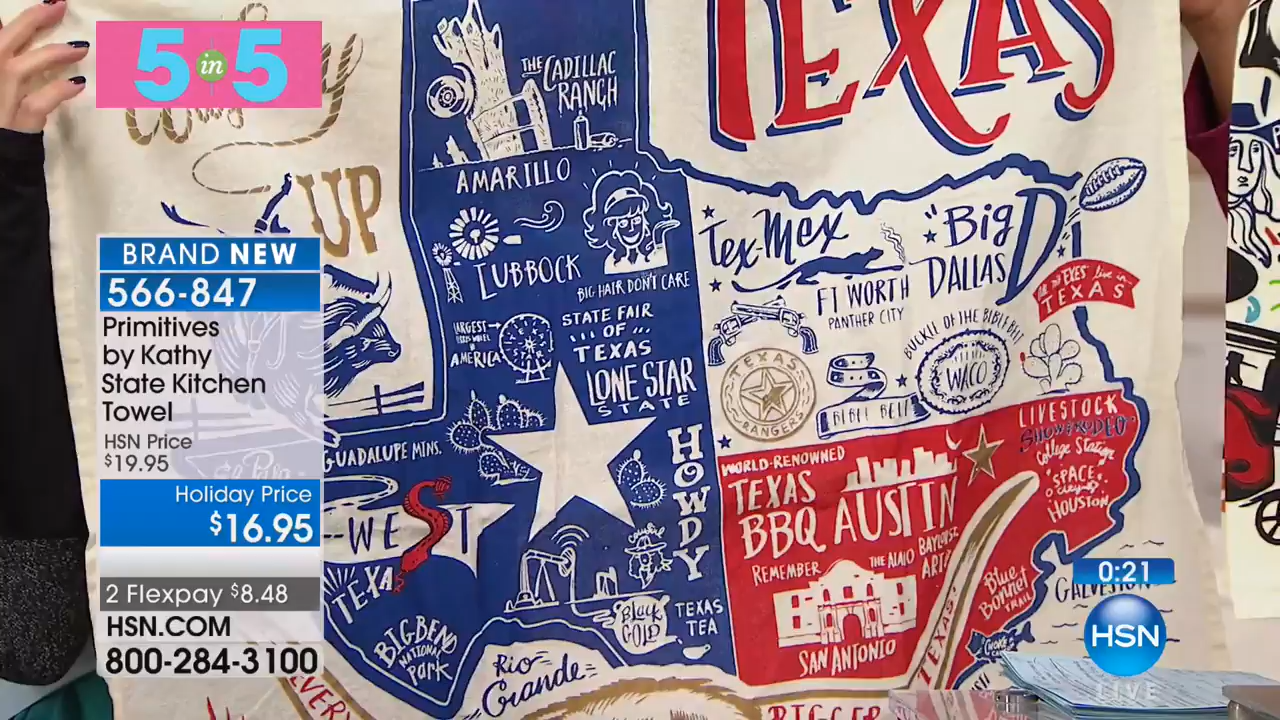 5 in 5
BRAND NEW
566-847
Primitives
by Kathy
State Kitchen
Towel
HSN Price
$19.95
Holiday Price
$16.95
2 Flexpay $8.48
HSN.COM
800-284-3100
UP
TEXAS
THE CADILLAC
RANCH
AMARILLO
LUBBOCK
BIG HAIR DON'T CARE
LARGEST
AMERICA
STATE FAIR
OF
TEXAS
LONE STAR
STATE
Tex-Mex
"Big D"
DALLAS
FT WORTH
PANTHER CITY
TEXAS
BUCKLE OF THE BIBLE BELT
WACO
TEXAS
RANGERS
BIBLE BELT
GUADALUPE MTNS.
WEST
TEXAS
HOWDY
BIG BEND
NATIONAL
park
BLACK
GOLD
TEXAS
TEA
RIO
Grande
WORLD-RENOWNED
TEXAS
BBQ
AUSTIN
LIVESTOCK
SHOW & RODEO
College Station
SPACE
HOUSTON
REMEMBER
THE ALAMO
SAN ANTONIO
Blue
Bonnet
TRAIL
GALVESTON
TEXAS
EVERY
BIGGER
0:21
HSN
LIVE